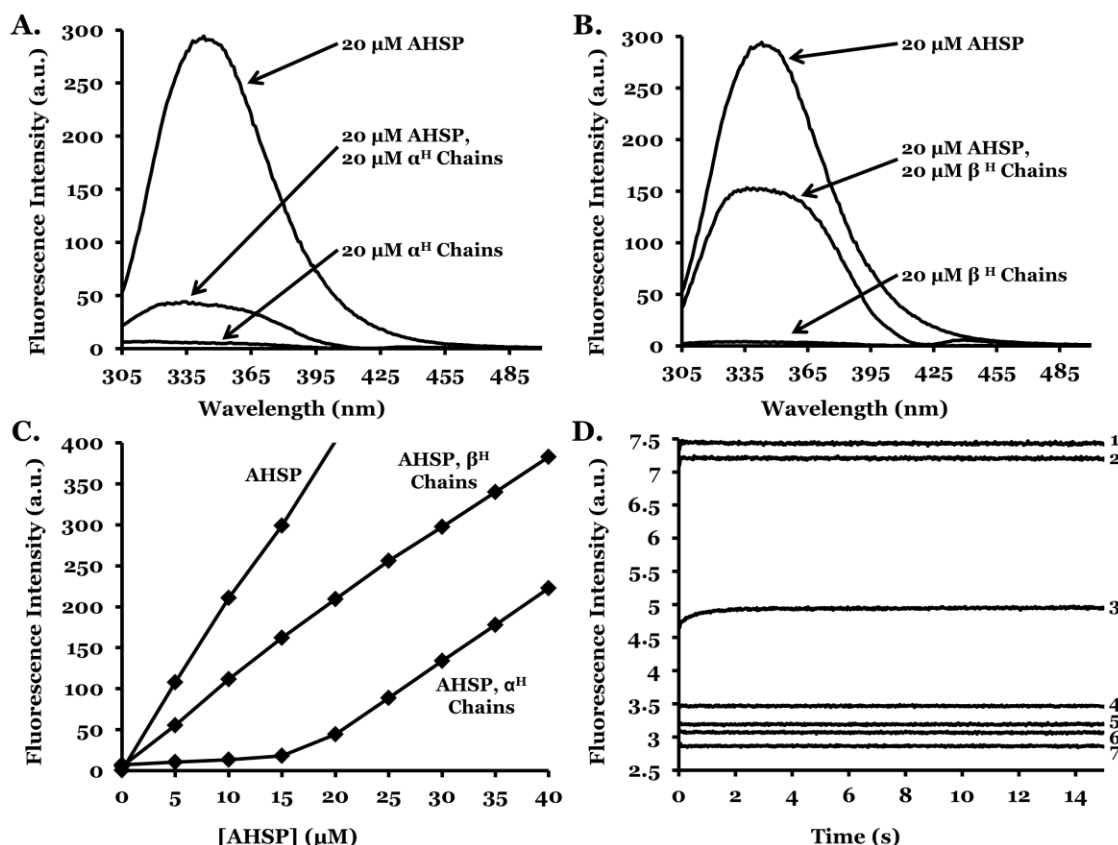 A.
Fluorescence Intensity (a.u.)
300
250
200
150
100
50
0
20 μM AHSP
20 μM AHSP,
20 μM αᴴ Chains
20 μM αᴴ Chains
305 335 365 395 425 455 485
Wavelength (nm)
B.
Fluorescence Intensity (a.u.)
300
250
200
150
100
50
0
20 μM AHSP
20 μM AHSP,
20 μM β ᴴ Chains
20 μM β ᴴ Chains
305 335 365 395 425 455 485
Wavelength (nm)
C.
Fluorescence Intensity (a.u.)
400
350
300
250
200
150
100
50
0
AHSP
AHSP, βᴴ
Chains
AHSP, αᴴ
Chains
0 5 10 15 20 25 30 35 40
[AHSP] (μM)
D.
Fluorescence Intensity (a.u.)
7.5
7
6.5
6
5.5
5
4.5
4
3.5
3
2.5
1
2
3
4
5
6
7
0 2 4 6 8 10 12 14
Time (s)